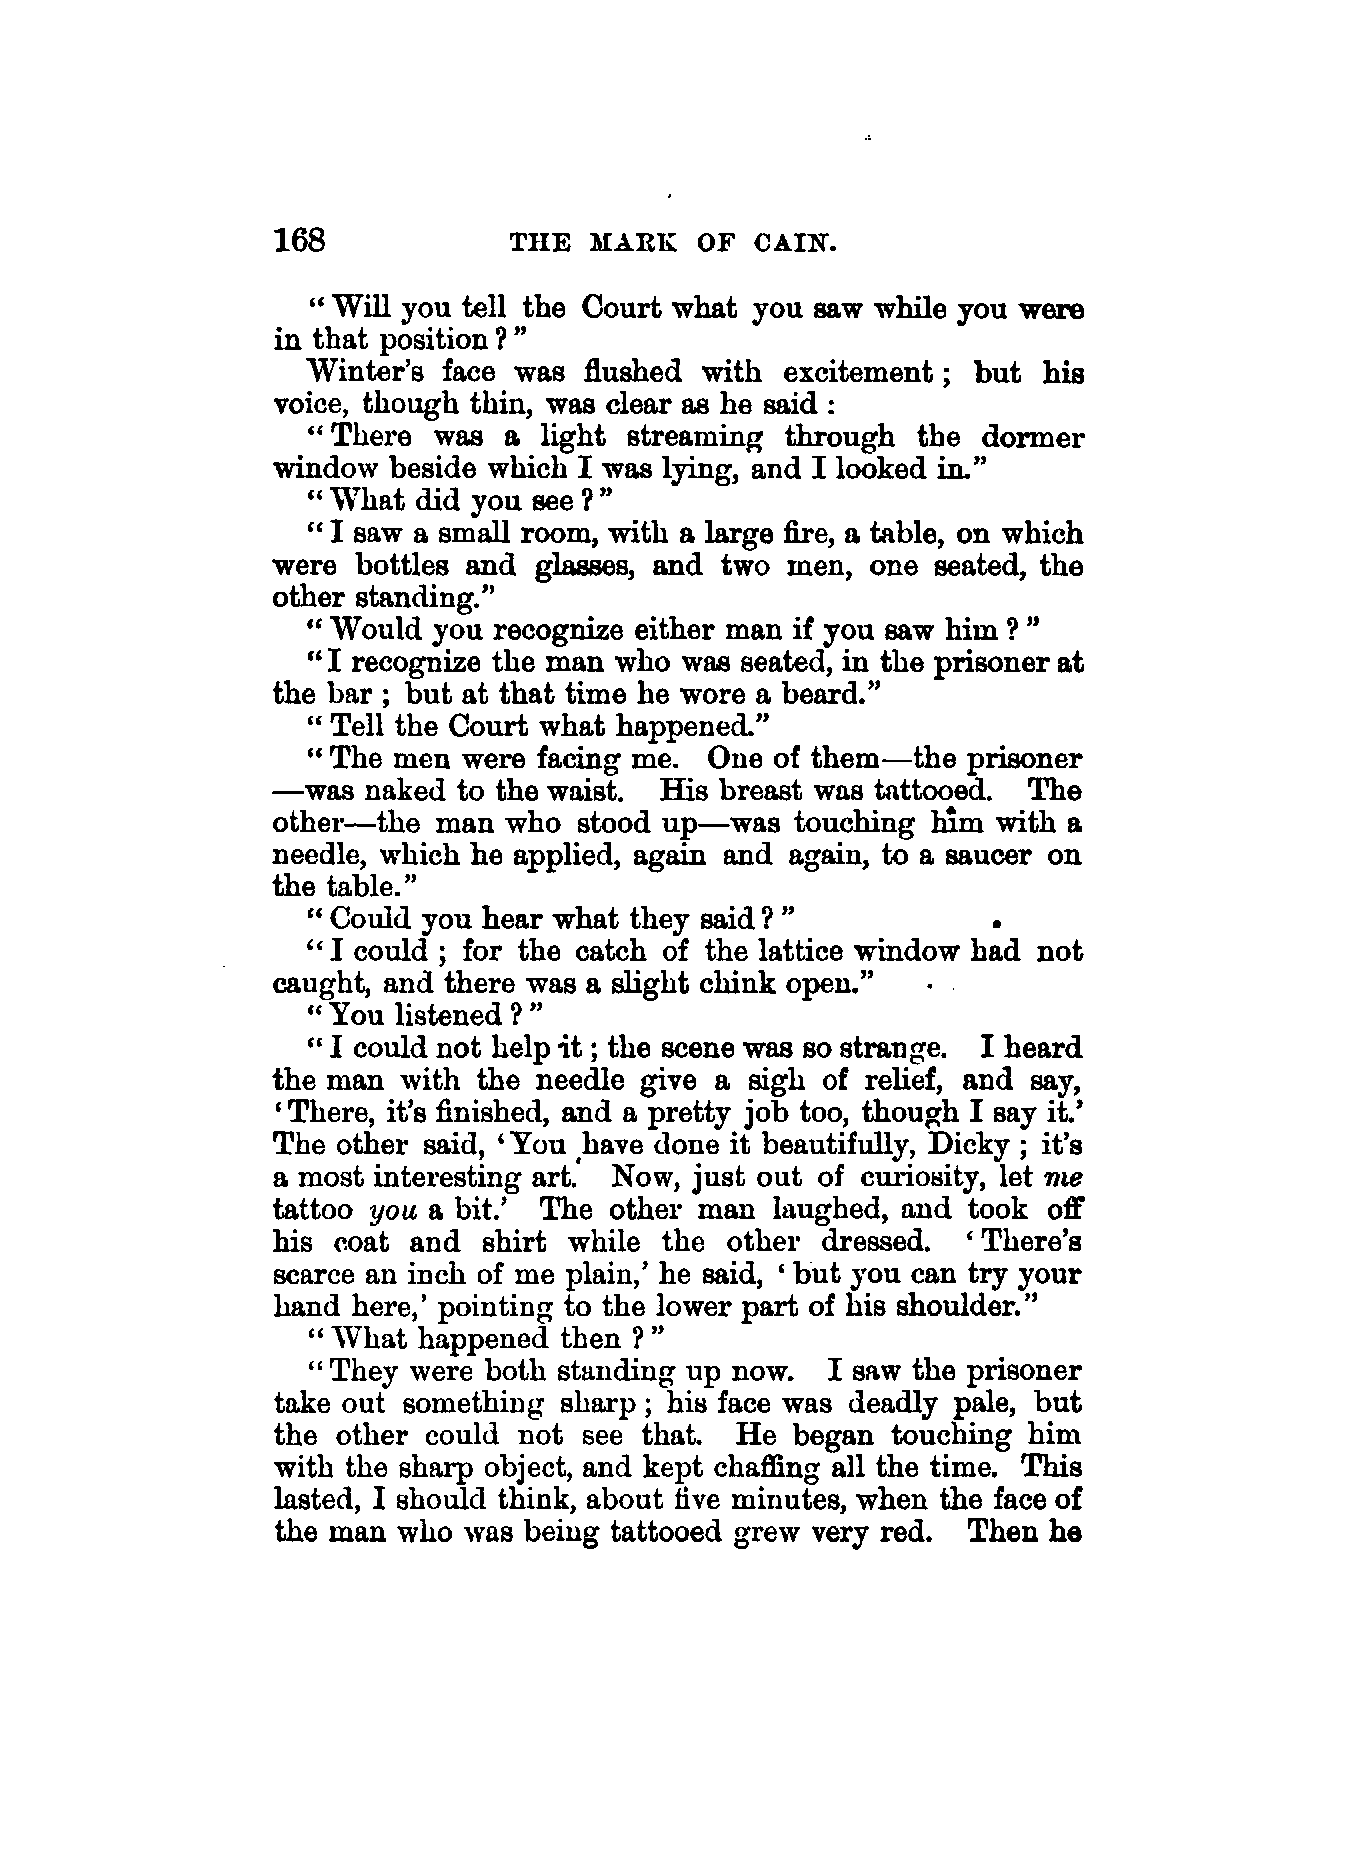 168 THE MARK OF CAIN.
“Will you tell the Court what you saw while you were
in that position?”
Winter's face was flushed with excitement; but his
voice, though thin, was clear as he said:
“There was a light streaming through the dormer
window beside which I was lying, and I looked in.”
“What did you see?”
“I saw a small room, with a large fire, a table, on which
were bottles and glasses, and two men, one seated, the
other standing.”
“Would you recognize either man if you saw him?”
“I recognize the man who was seated, in the prisoner at
the bar; but at that time he wore a beard.”
“Tell the Court what happened.”
“The men were facing me. One of them—the prisoner
—was naked to the waist. His breast was tattooed. The
other—the man who stood up—was touching him with a
needle, which he applied, again and again, to a saucer on
the table.”
“Could you hear what they said?”
“I could; for the catch of the lattice window had not
caught, and there was a slight chink open.”
“You listened?”
“I could not help it; the scene was so strange. I heard
the man with the needle give a sigh of relief, and say,
‘There, it's finished, and a pretty job too, though I say it.’
The other said, ‘You have done it beautifully, Dicky; it's
a most interesting art. Now, just out of curiosity, let me
tattoo you a bit.’ The other man laughed, and took off
his coat and shirt while the other dressed. ‘There's
scarce an inch of me plain,’ he said, ‘but you can try your
hand here,’ pointing to the lower part of his shoulder.”
“What happened then?”
“They were both standing up now. I saw the prisoner
take out something sharp; his face was deadly pale, but
the other could not see that. He began touching him
with the sharp object, and kept chaffing all the time. This
lasted, I should think, about five minutes, when the face of
the man who was being tattooed grew very red. Then he